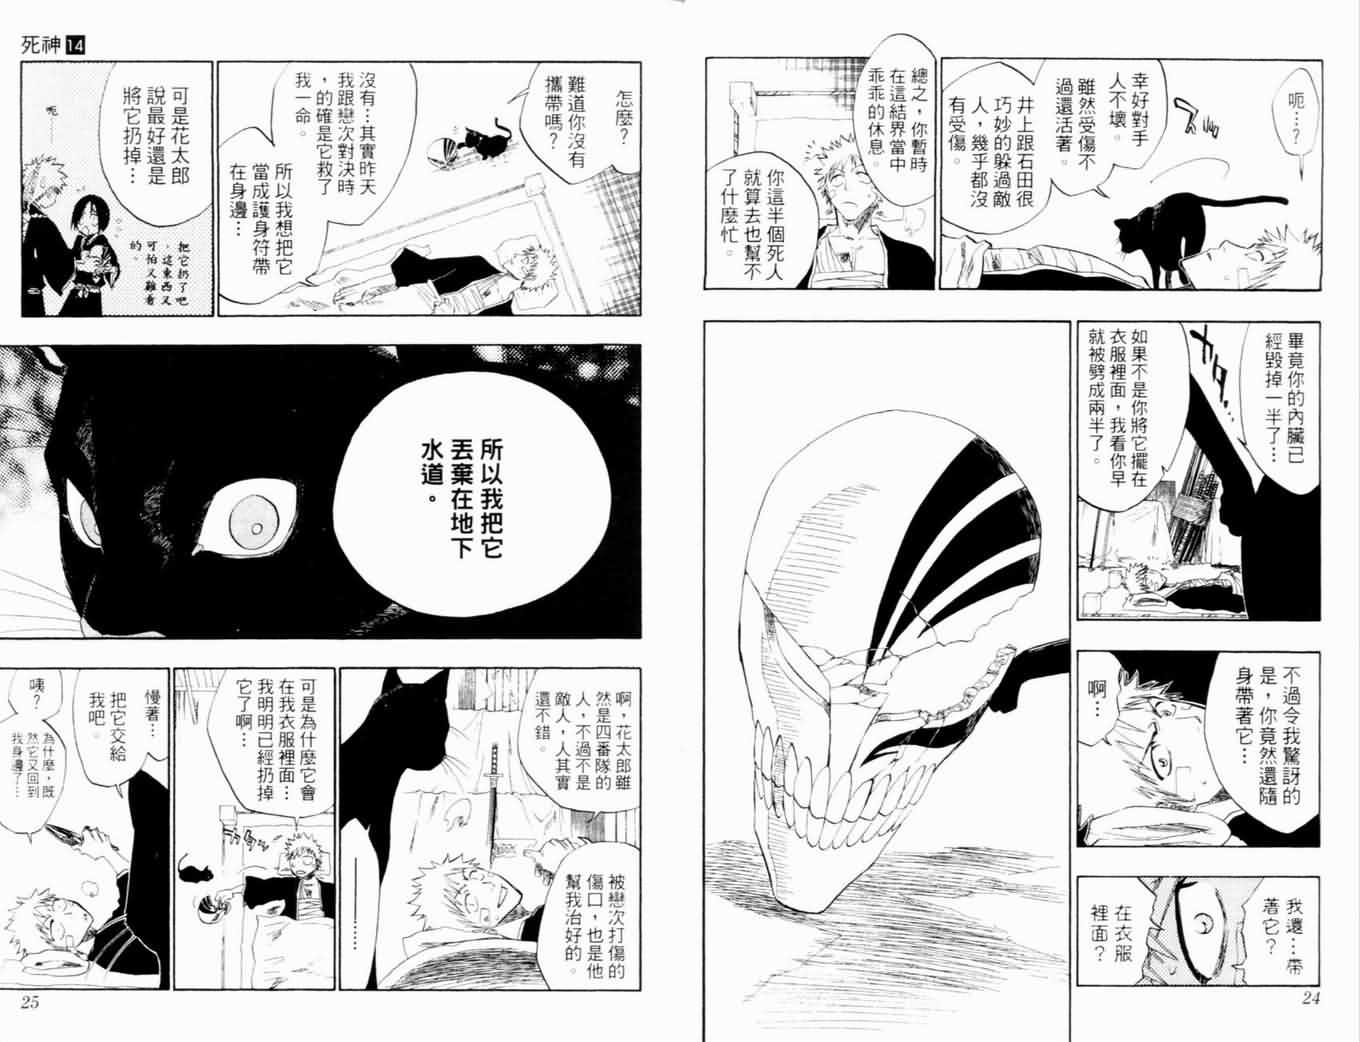 呃…?
幸好對手
人不壞。
雖然受傷不
過還活著。
井上跟石田很
巧妙的躲過敵
人，幾乎都沒
有受傷。
總之，你暫時
在這結界當中
乖乖的休息。
你這半個死人
就算去也幫不
了什麼忙。
畢竟你的內臟已
經毀掉一半了…
如果不是你將它擺在
衣服裡面，我看你早
就被劈成兩半了。
不過令我驚訝的
是，你竟然還隨
身帶著它…
啊…
我還…帶
著它？
在衣服
裡面？
24
死神14
怎麼？
難道你沒有
攜帶嗎？
沒有…其實昨天
我跟戀次對決時
，的確是它救了
我一命。
所以我想把它
當成護身符帶
在身邊…
可是花太郎
說最好還是
將它扔掉…
呃…
把它扔了吧
，這東西又
可怕又難看
的。
所以我把它
丟棄在地下
水道。
啊，花太郎雖
然是四番隊的
人，不過不是
敵人，人其實
還不錯。
被戀次打傷的
傷口，也是他
幫我治好的。
…………
可是為什麼它會
在我衣服裡面…
我明明已經扔掉
它了啊…
慢著…
把它交給
我吧。
咦？
為什麼，既
然它又回到
我身邊了…
25